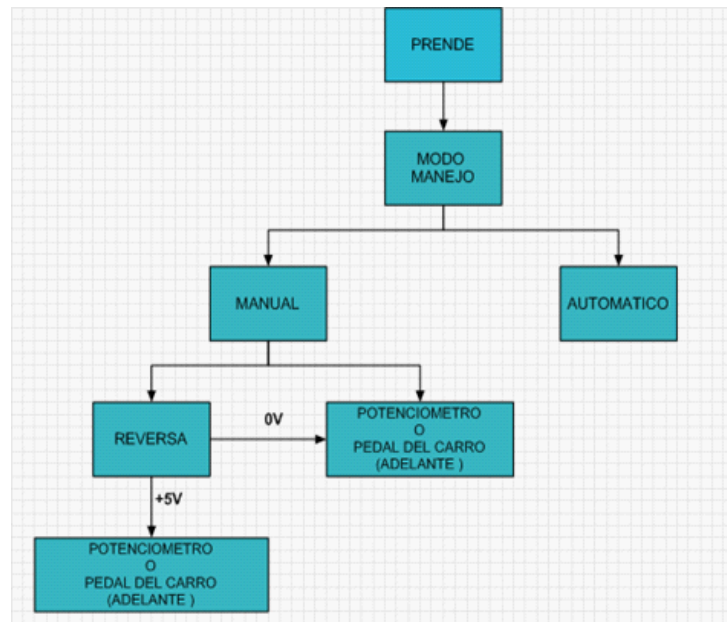 PRENDE
MODO
MANEJO
MANUAL
AUTOMATICO
REVERSA
0V
POTENCIOMETRO
O
PEDAL DEL CARRO
(ADELANTE )
+5V
POTENCIOMETRO
O
PEDAL DEL CARRO
(ADELANTE )